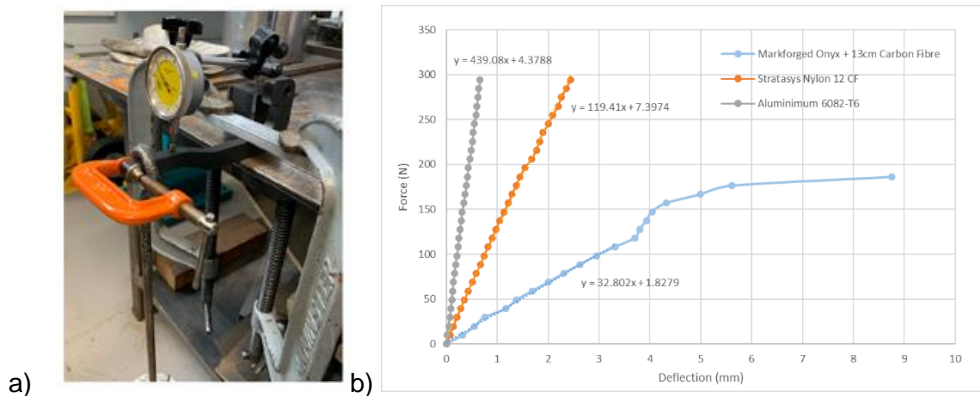 a)
b)
Force (N)
350
300
250
200
150
100
50
0
0 1 2 3 4 5 6 7 8 9 10
Deflection (mm)
y = 439.08x + 4.3788
y = 119.41x + 7.3974
y = 32.802x + 1.8279
Markforged Onyx + 13cm Carbon Fibre
Stratasys Nylon 12 CF
Aluminimum 6082-T6